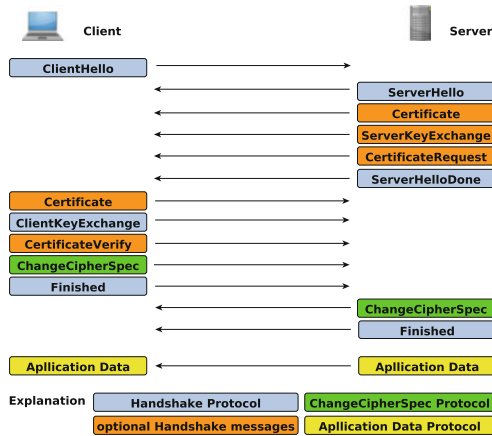 Client
Server
ClientHello
ServerHello
Certificate
ServerKeyExchange
CertificateRequest
ServerHelloDone
Certificate
ClientKeyExchange
CertificateVerify
ChangeCipherSpec
Finished
ChangeCipherSpec
Finished
Apllication Data
Apllication Data
Explanation
Handshake Protocol
ChangeCipherSpec Protocol
optional Handshake messages
Apllication Data Protocol